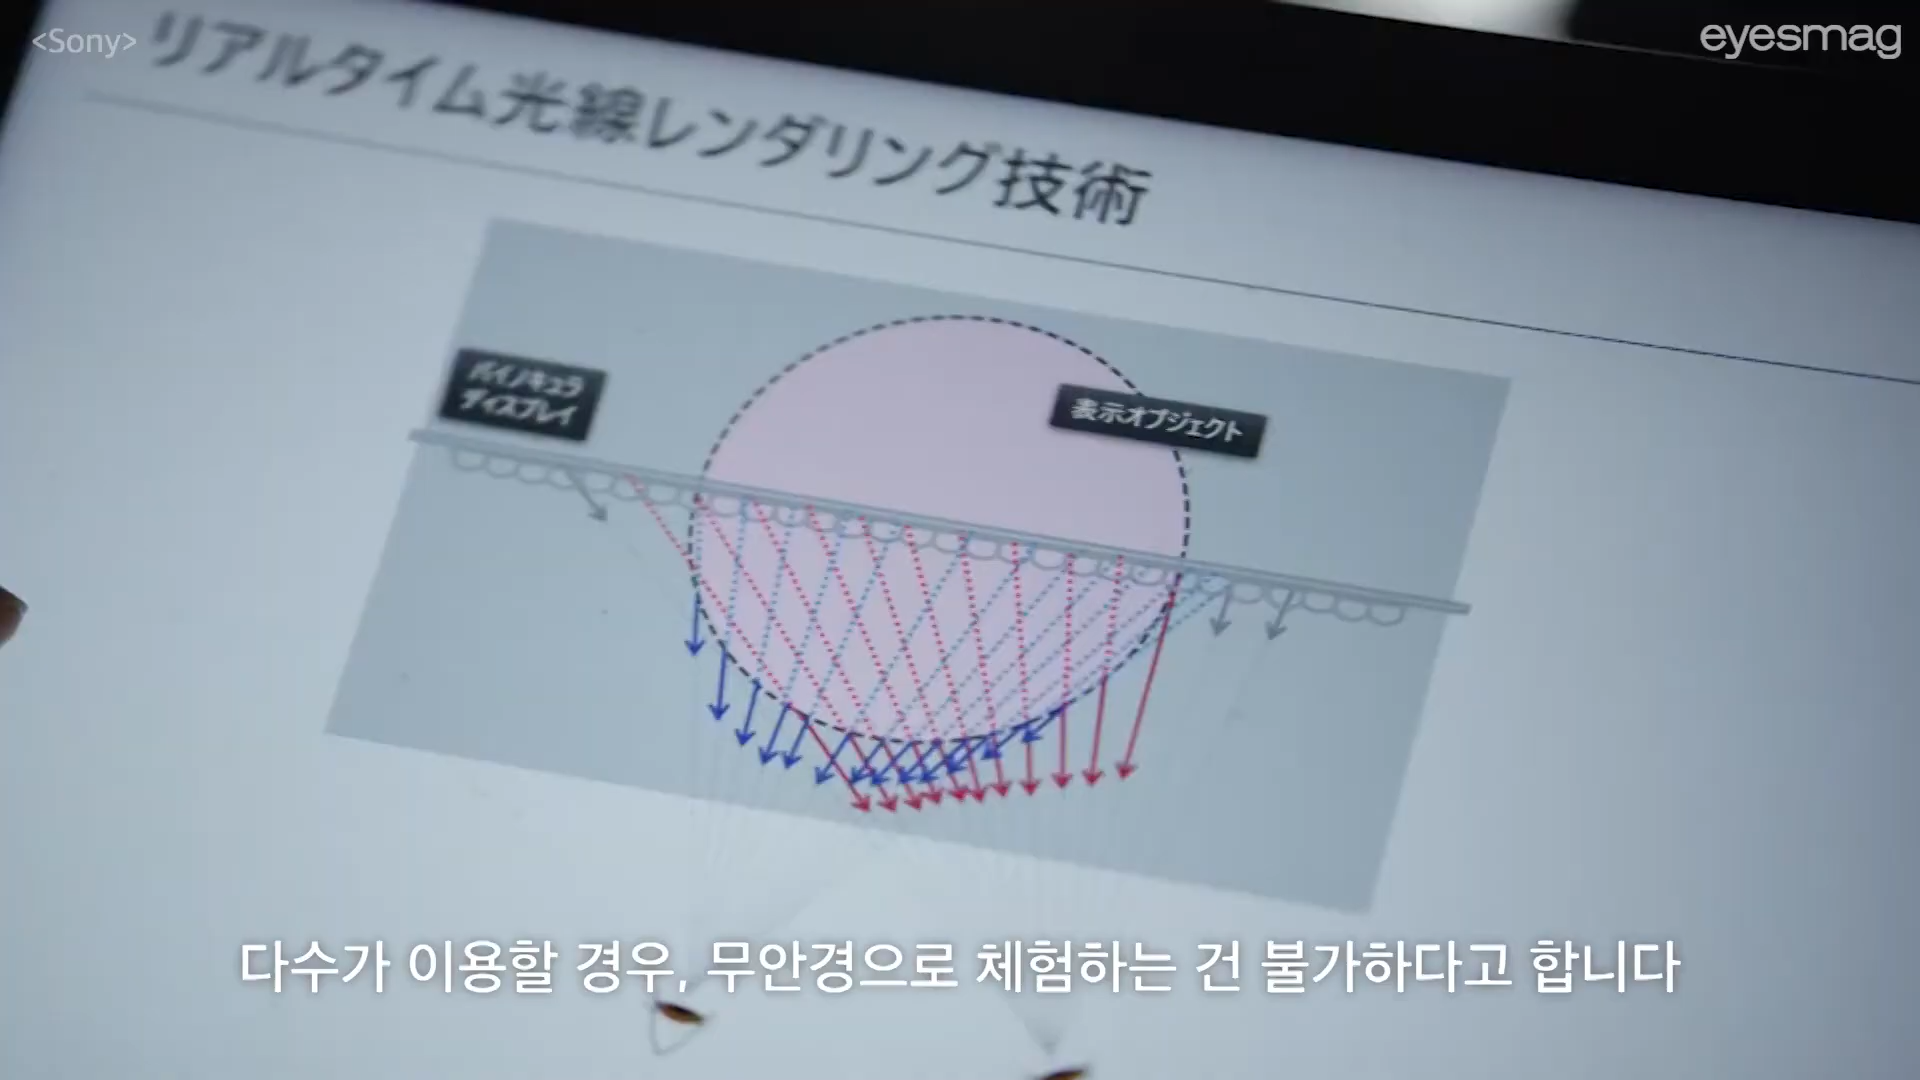 <Sony>
eyesmag
リアルタイム光線レンダリング技術
バイノキュラ
ディスプレイ
表示オブジェクト
다수가 이용할 경우, 무안경으로 체험하는 건 불가하다고 합니다